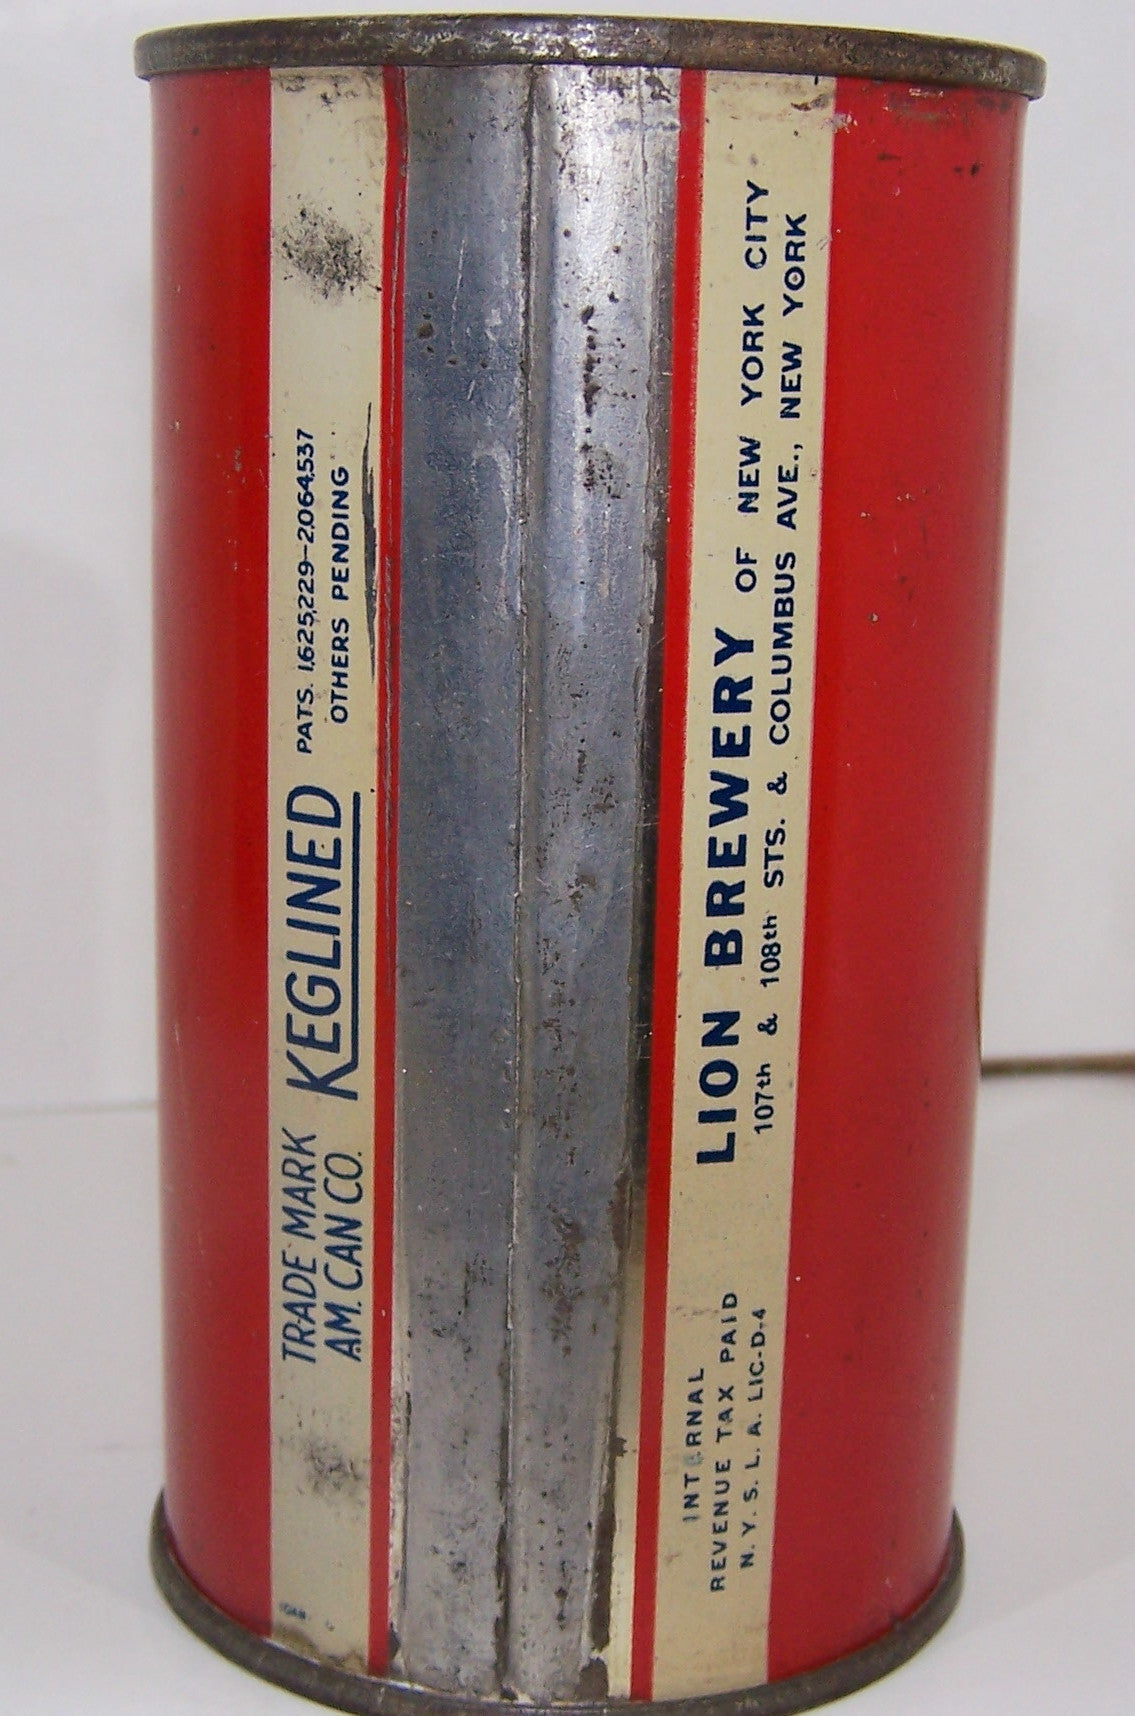 TRADE MARK
AM. CAN CO.
KEGLINED
PATS. 1,625,229-2,064,537
OTHERS PENDING
LION BREWERY OF NEW YORK CITY
107th & 108th STS. & COLUMBUS AVE., NEW YORK
INTERNAL
REVENUE TAX PAID
N. Y. S. L. A. LIC-D-4